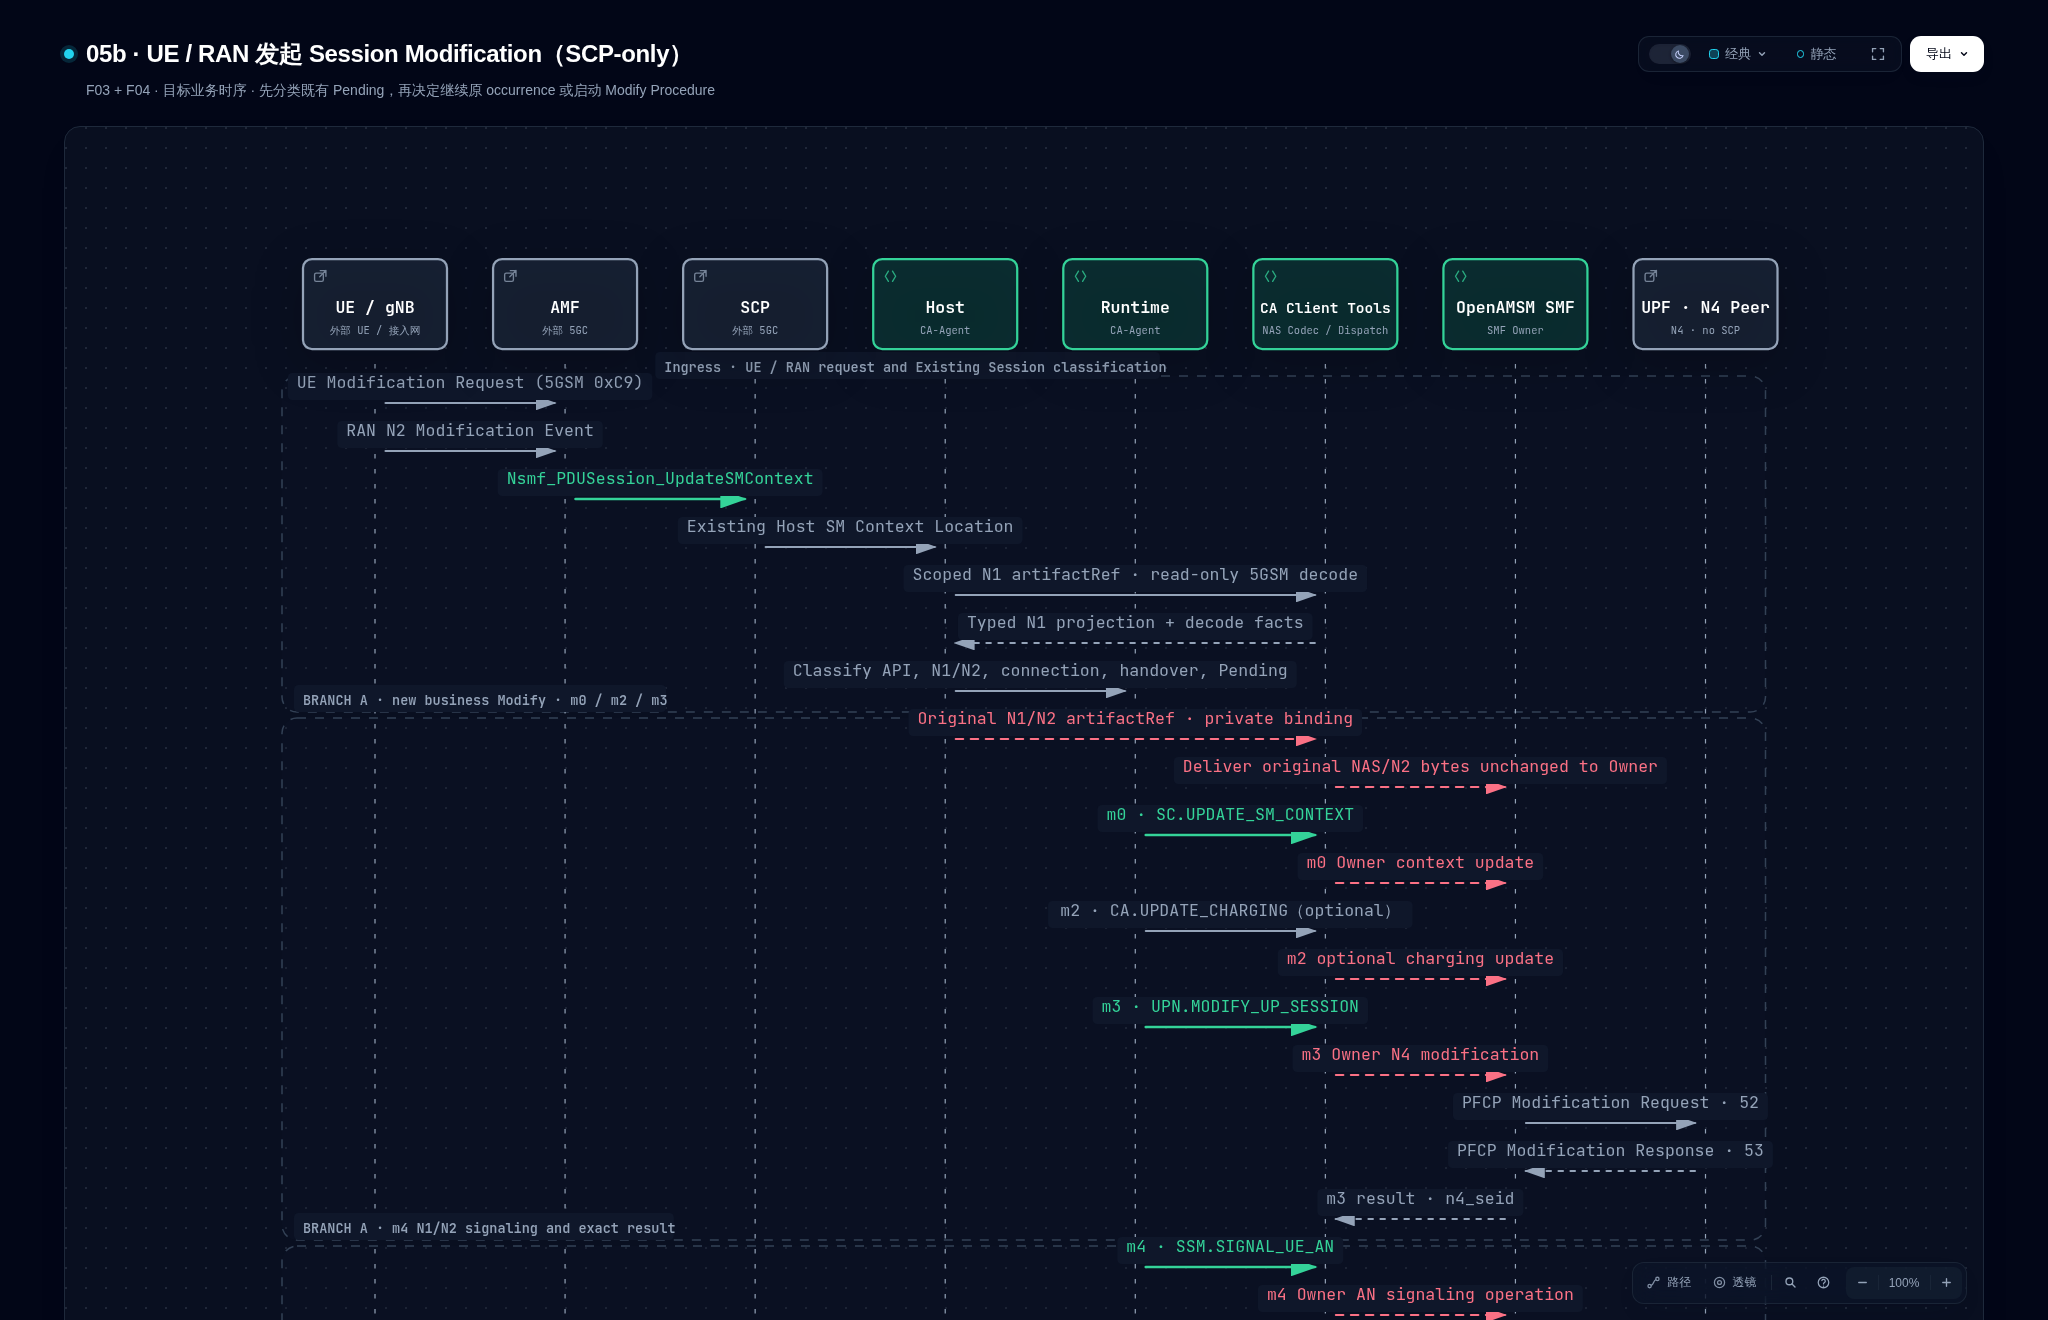 05b · UE / RAN 发起 Session Modification（SCP-only）
F03 + F04 · 目标业务时序 · 先分类既有 Pending，再决定继续原 occurrence 或启动 Modify Procedure
经典
静态
导出
UE / gNB
外部 UE / 接入网
AMF
外部 5GC
SCP
外部 5GC
Host
CA-Agent
Runtime
CA-Agent
CA Client Tools
NAS Codec / Dispatch
OpenAMSM SMF
SMF Owner
UPF · N4 Peer
N4 · no SCP
Ingress · UE / RAN request and Existing Session classification
UE Modification Request (5GSM 0xC9)
RAN N2 Modification Event
Nsmf_PDUSession_UpdateSMContext
Existing Host SM Context Location
Scoped N1 artifactRef · read-only 5GSM decode
Typed N1 projection + decode facts
Classify API, N1/N2, connection, handover, Pending
BRANCH A · new business Modify · m0 / m2 / m3
Original N1/N2 artifactRef · private binding
Deliver original NAS/N2 bytes unchanged to Owner
m0 · SC.UPDATE_SM_CONTEXT
m0 Owner context update
m2 · CA.UPDATE_CHARGING（optional）
m2 optional charging update
m3 · UPN.MODIFY_UP_SESSION
m3 Owner N4 modification
PFCP Modification Request · 52
PFCP Modification Response · 53
m3 result · n4_seid
BRANCH A · m4 N1/N2 signaling and exact result
m4 · SSM.SIGNAL_UE_AN
m4 Owner AN signaling operation
路径
透镜
100%